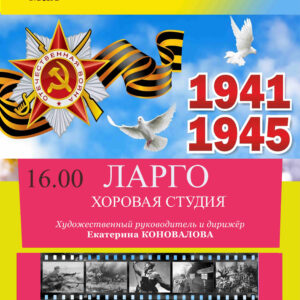 ОТЕЧЕСТВЕННАЯ ВОЙНА
1941
1945
16.00 ЛАРГО
ХОРОВАЯ СТУДИЯ
Художественный руководитель и дирижёр
Екатерина КОНОВАЛОВА